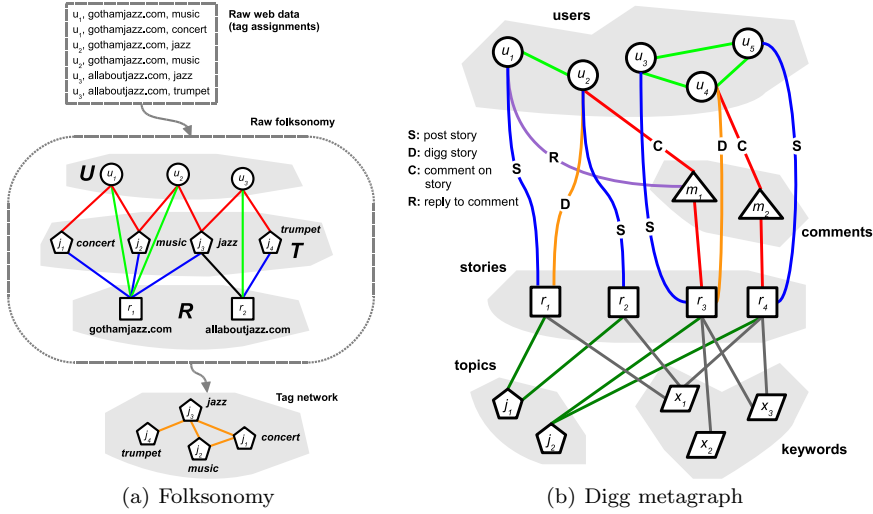 Raw web data
(tag assignments)
u1, gothamjazz.com, music
u1, gothamjazz.com, concert
u2, gothamjazz.com, jazz
u2, gothamjazz.com, music
u3, allaboutjazz.com, jazz
u3, allaboutjazz.com, trumpet
Raw folksonomy
U
u1
u2
u3
trumpet
j1
concert
j2
music
j3
jazz
j4
T
r1
R
r2
gothamjazz.com
allaboutjazz.com
Tag network
jazz
j3
j4
j1
concert
trumpet
j2
music
(a) Folksonomy
users
u1
u2
u3
u4
u5
S: post story
D: digg story
C: comment on
story
R: reply to comment
S
R
D
S
C
S
D
C
S
m1
m2
comments
stories
r1
r2
r3
r4
topics
j1
j2
x1
x2
x3
keywords
(b) Digg metagraph